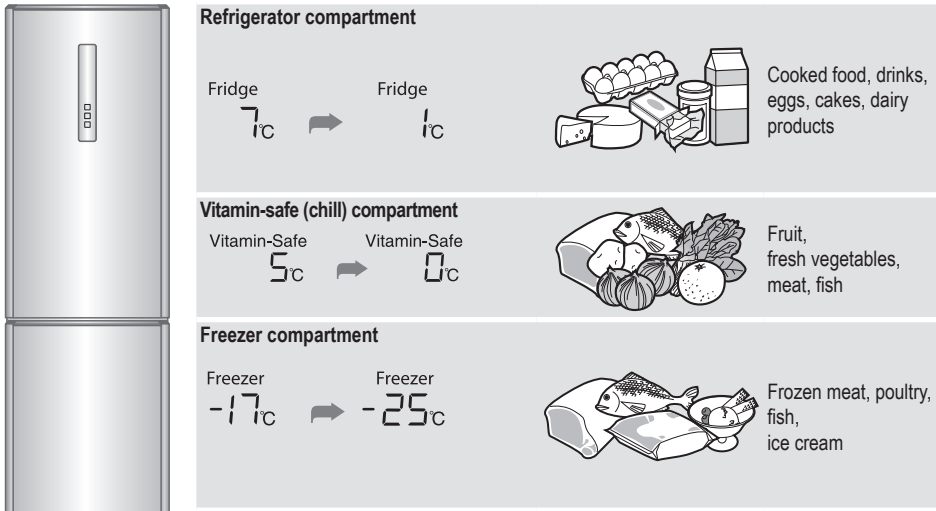 Refrigerator compartment
Fridge Fridge
7°C 1°C
Cooked food, drinks,
eggs, cakes, dairy
products
Vitamin-safe (chill) compartment
Vitamin-Safe Vitamin-Safe
5°C 0°C
Fruit,
fresh vegetables,
meat, fish
Freezer compartment
Freezer Freezer
-17°C -25°C
Frozen meat, poultry,
fish,
ice cream